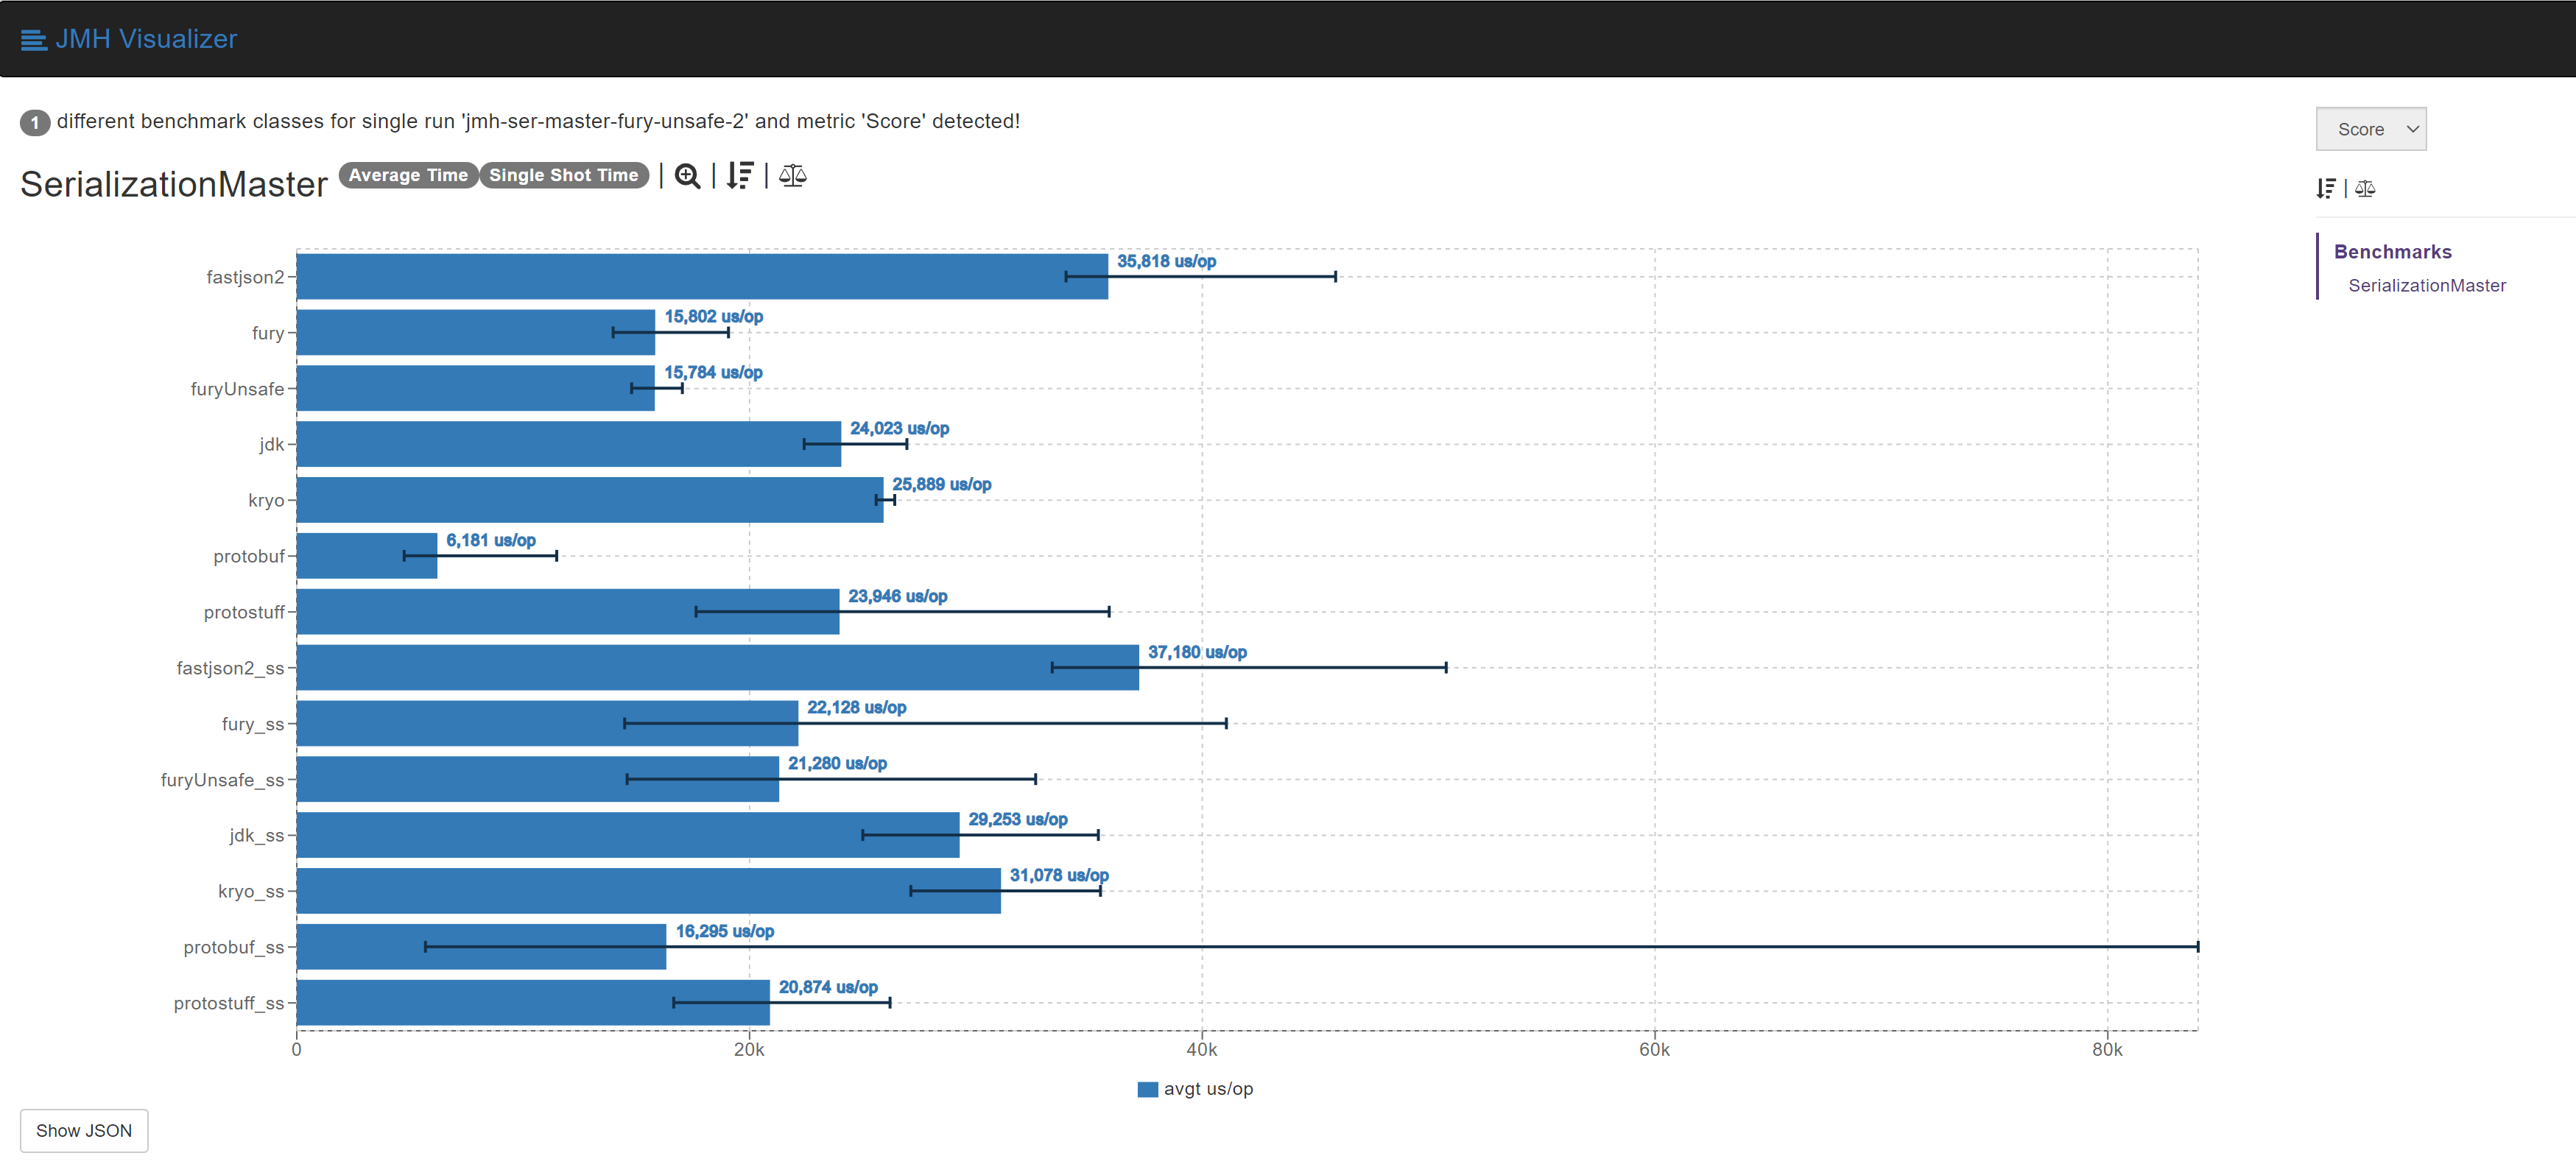 JMH Visualizer
1 different benchmark classes for single run 'jmh-ser-master-fury-unsafe-2' and metric 'Score' detected!
Score
SerializationMaster Average Time Single Shot Time | | |
|
Benchmarks
SerializationMaster
fastjson2 35,818 us/op
fury 15,802 us/op
furyUnsafe 15,784 us/op
jdk 24,023 us/op
kryo 25,889 us/op
protobuf 6,181 us/op
protostuff 23,946 us/op
fastjson2_ss 37,180 us/op
fury_ss 22,128 us/op
furyUnsafe_ss 21,280 us/op
jdk_ss 29,253 us/op
kryo_ss 31,078 us/op
protobuf_ss 16,295 us/op
protostuff_ss 20,874 us/op
0 20k 40k 60k 80k
avgt us/op
Show JSON